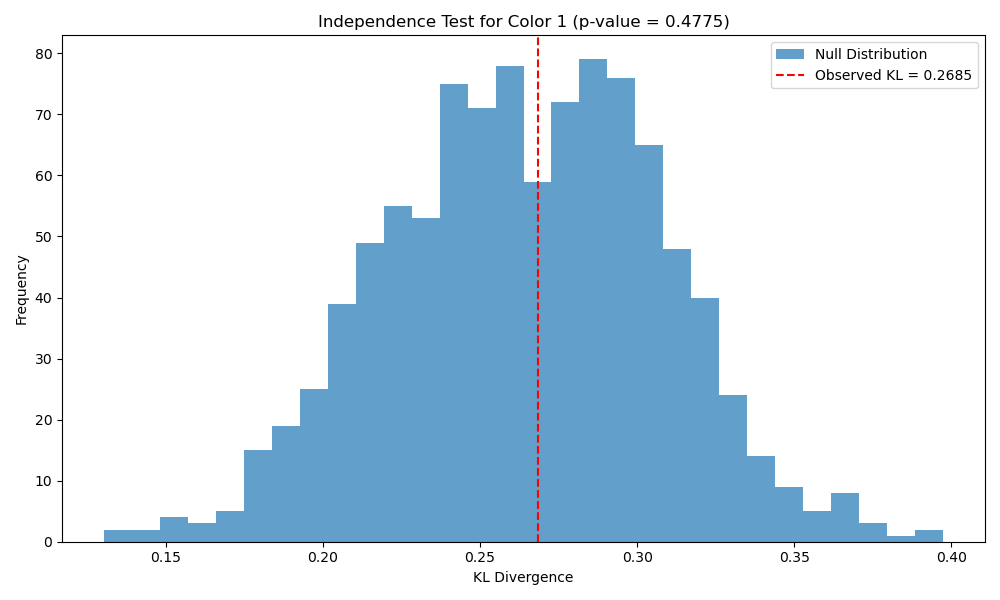 Independence Test for Color 1 (p-value = 0.4775)
Null Distribution
Observed KL = 0.2685
Frequency
80
70
60
50
40
30
20
10
0
0.15 0.20 0.25 0.30 0.35 0.40
KL Divergence